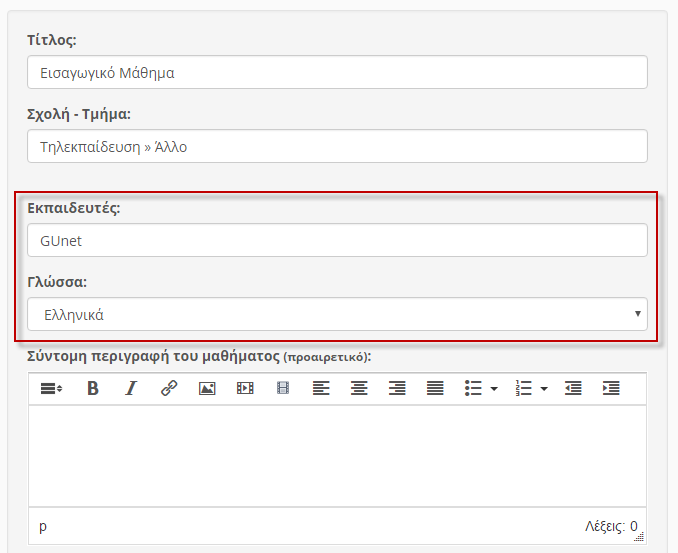 Τίτλος:
Εισαγωγικό Μάθημα
Σχολή - Τμήμα:
Τηλεκπαίδευση » Άλλο
Εκπαιδευτές:
GUnet
Γλώσσα:
Ελληνικά
Σύντομη περιγραφή του μαθήματος (προαιρετικό):
p Λέξεις: 0